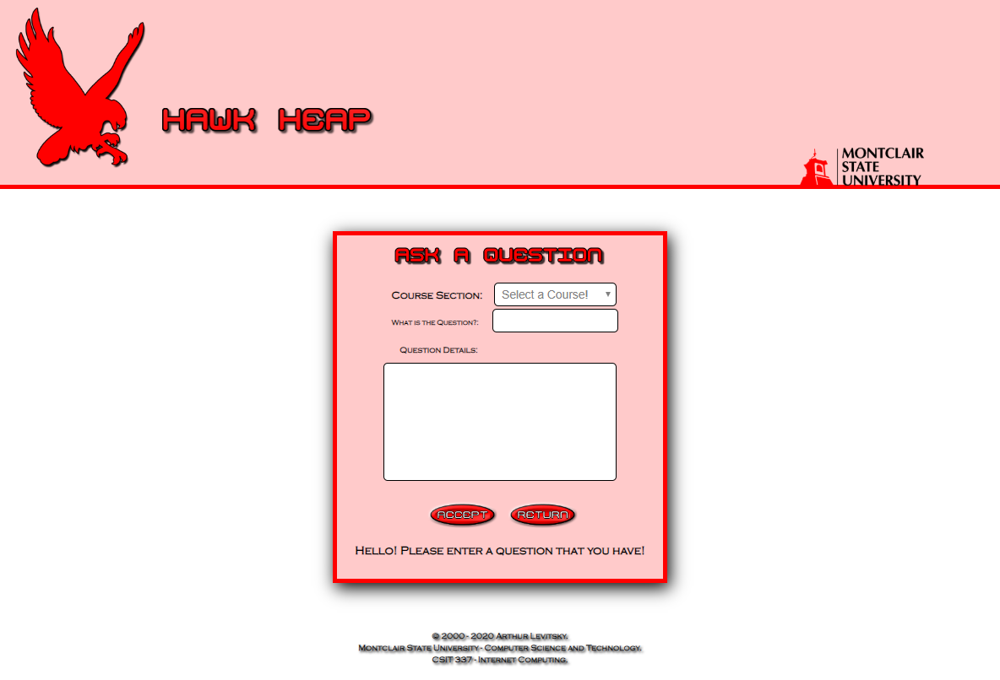 HAWK HEAP
MONTCLAIR
STATE
UNIVERSITY
ASK A QUESTION
Course Section: Select a Course!
What is the Question?:
Question Details:
ACCEPT RETURN
Hello! Please enter a question that you have!
© 2000 - 2020 Arthur Levitsky.
Montclair State University - Computer Science and Technology.
CSIT 337 - Internet Computing.